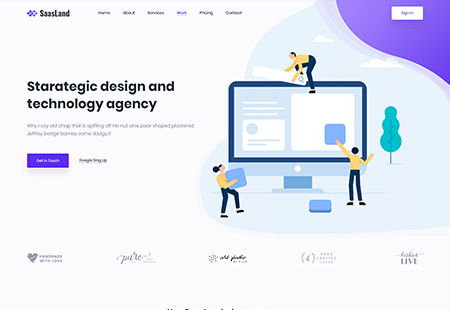 SaasLand
Home About Services Work Pricing Contact
Sign In
Starategic design and
technology agency
Why I say old chap that is spiffing off his nut arse pear shaped plastered
Jeffrey bodge barney some dodgy.!!
Get in Touch
Google Sing Up
HANDMADE
WITH LOVE
pure
HAND
CRAFTED
LIVE